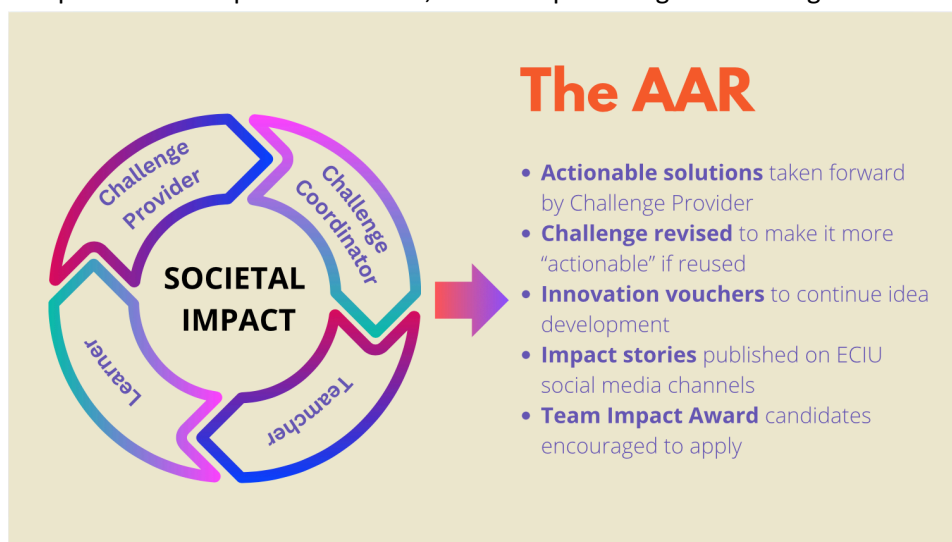 The AAR
Challenge
Provider
Challenge
Coordinator
Teamcher
Learner
SOCIETAL
IMPACT
• Actionable solutions taken forward
by Challenge Provider
• Challenge revised to make it more
“actionable” if reused
• Innovation vouchers to continue idea
development
• Impact stories published on ECIU
social media channels
• Team Impact Award candidates
encouraged to apply